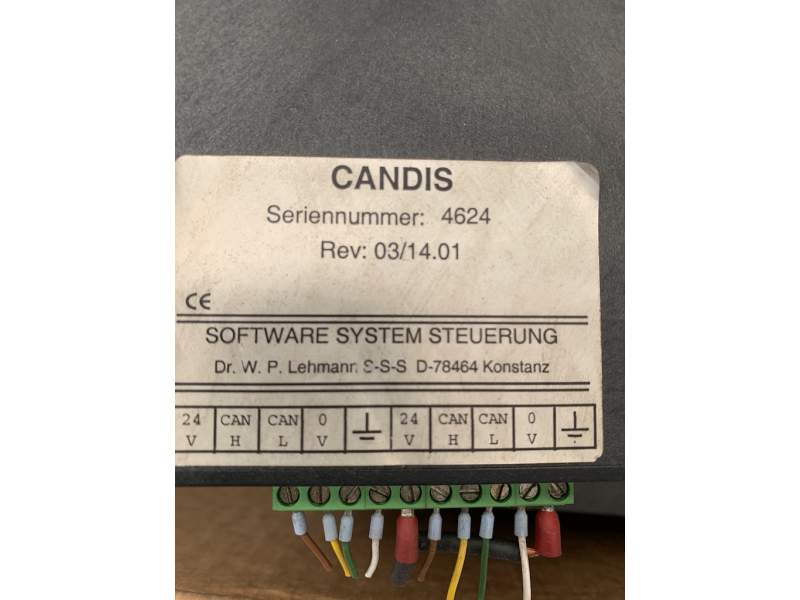 CANDIS
Seriennummer: 4624
Rev: 03/14.01
CE
SOFTWARE SYSTEM STEUERUNG
Dr. W. P. Lehmann S-S-S D-78464 Konstanz
24 V CAN H CAN L 0 V 24 V CAN H CAN L 0 V